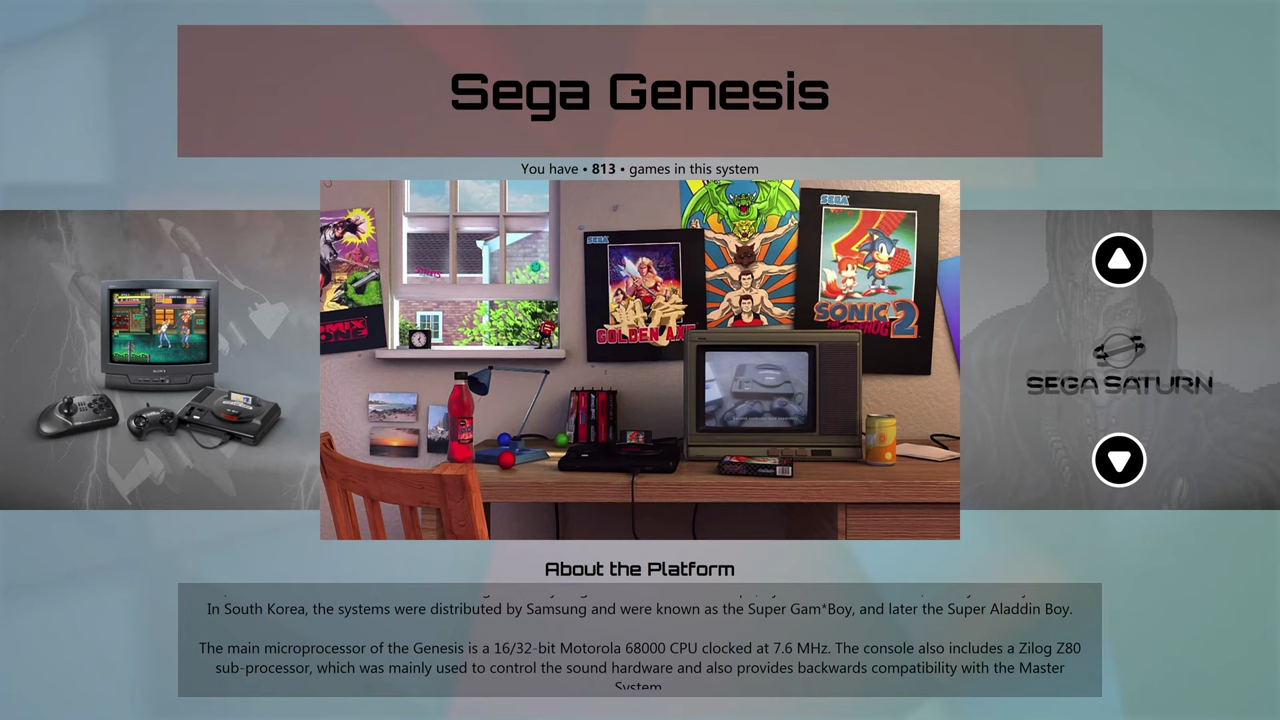 Sega Genesis
You have • 813 • games in this system
SEGA
SEGA
GOLDEN AXE
SONIC
THE HEDGEHOG 2
SEGA SATURN
About the Platform
In South Korea, the systems were distributed by Samsung and were known as the Super Gam*Boy, and later the Super Aladdin Boy.
The main microprocessor of the Genesis is a 16/32-bit Motorola 68000 CPU clocked at 7.6 MHz. The console also includes a Zilog Z80
sub-processor, which was mainly used to control the sound hardware and also provides backwards compatibility with the Master
System